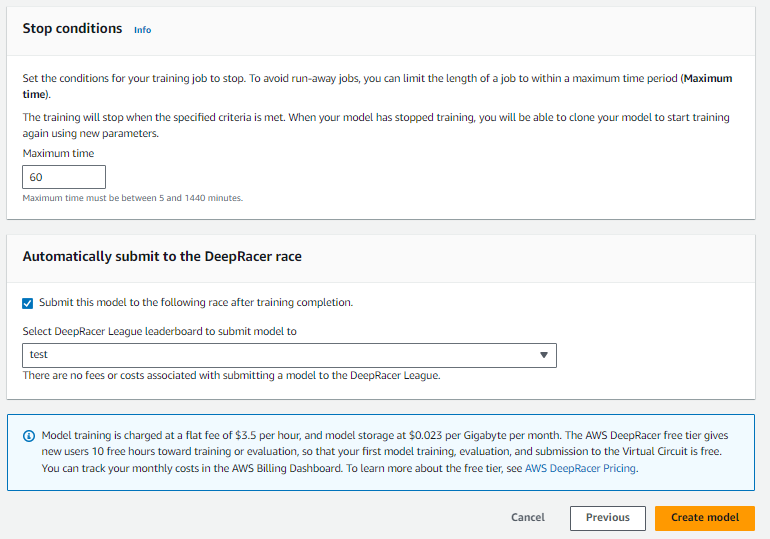 Stop conditions Info
Set the conditions for your training job to stop. To avoid run-away jobs, you can limit the length of a job to within a maximum time period (Maximum
time).
The training will stop when the specified criteria is met. When your model has stopped training, you will be able to clone your model to start training
again using new parameters.
Maximum time
60
Maximum time must be between 5 and 1440 minutes.
Automatically submit to the DeepRacer race
Submit this model to the following race after training completion.
Select DeepRacer League leaderboard to submit model to
test
There are no fees or costs associated with submitting a model to the DeepRacer League.
Model training is charged at a flat fee of $3.5 per hour, and model storage at $0.023 per Gigabyte per month. The AWS DeepRacer free tier gives
new users 10 free hours toward training or evaluation, so that your first model training, evaluation, and submission to the Virtual Circuit is free.
You can track your monthly costs in the AWS Billing Dashboard. To learn more about the free tier, see AWS DeepRacer Pricing.
Cancel Previous Create model